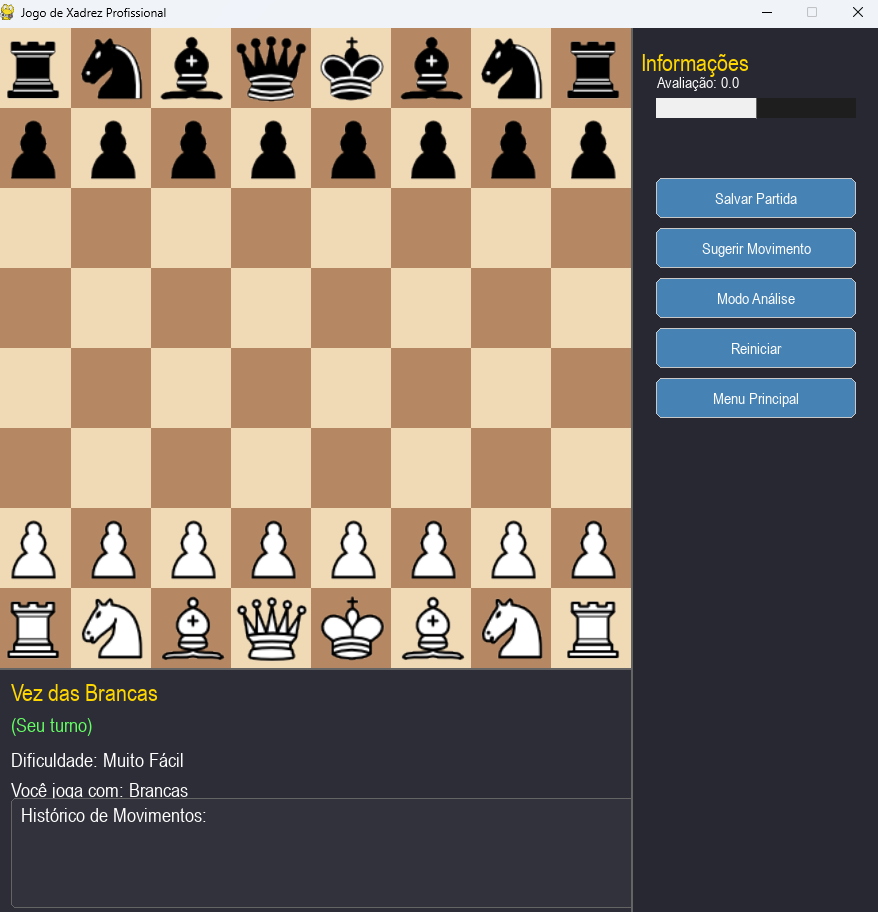 Jogo de Xadrez Profissional
Informações
Avaliação: 0.0
Salvar Partida
Sugerir Movimento
Modo Análise
Reiniciar
Menu Principal
Vez das Brancas
(Seu turno)
Dificuldade: Muito Fácil
Você joga com: Brancas
Histórico de Movimentos: